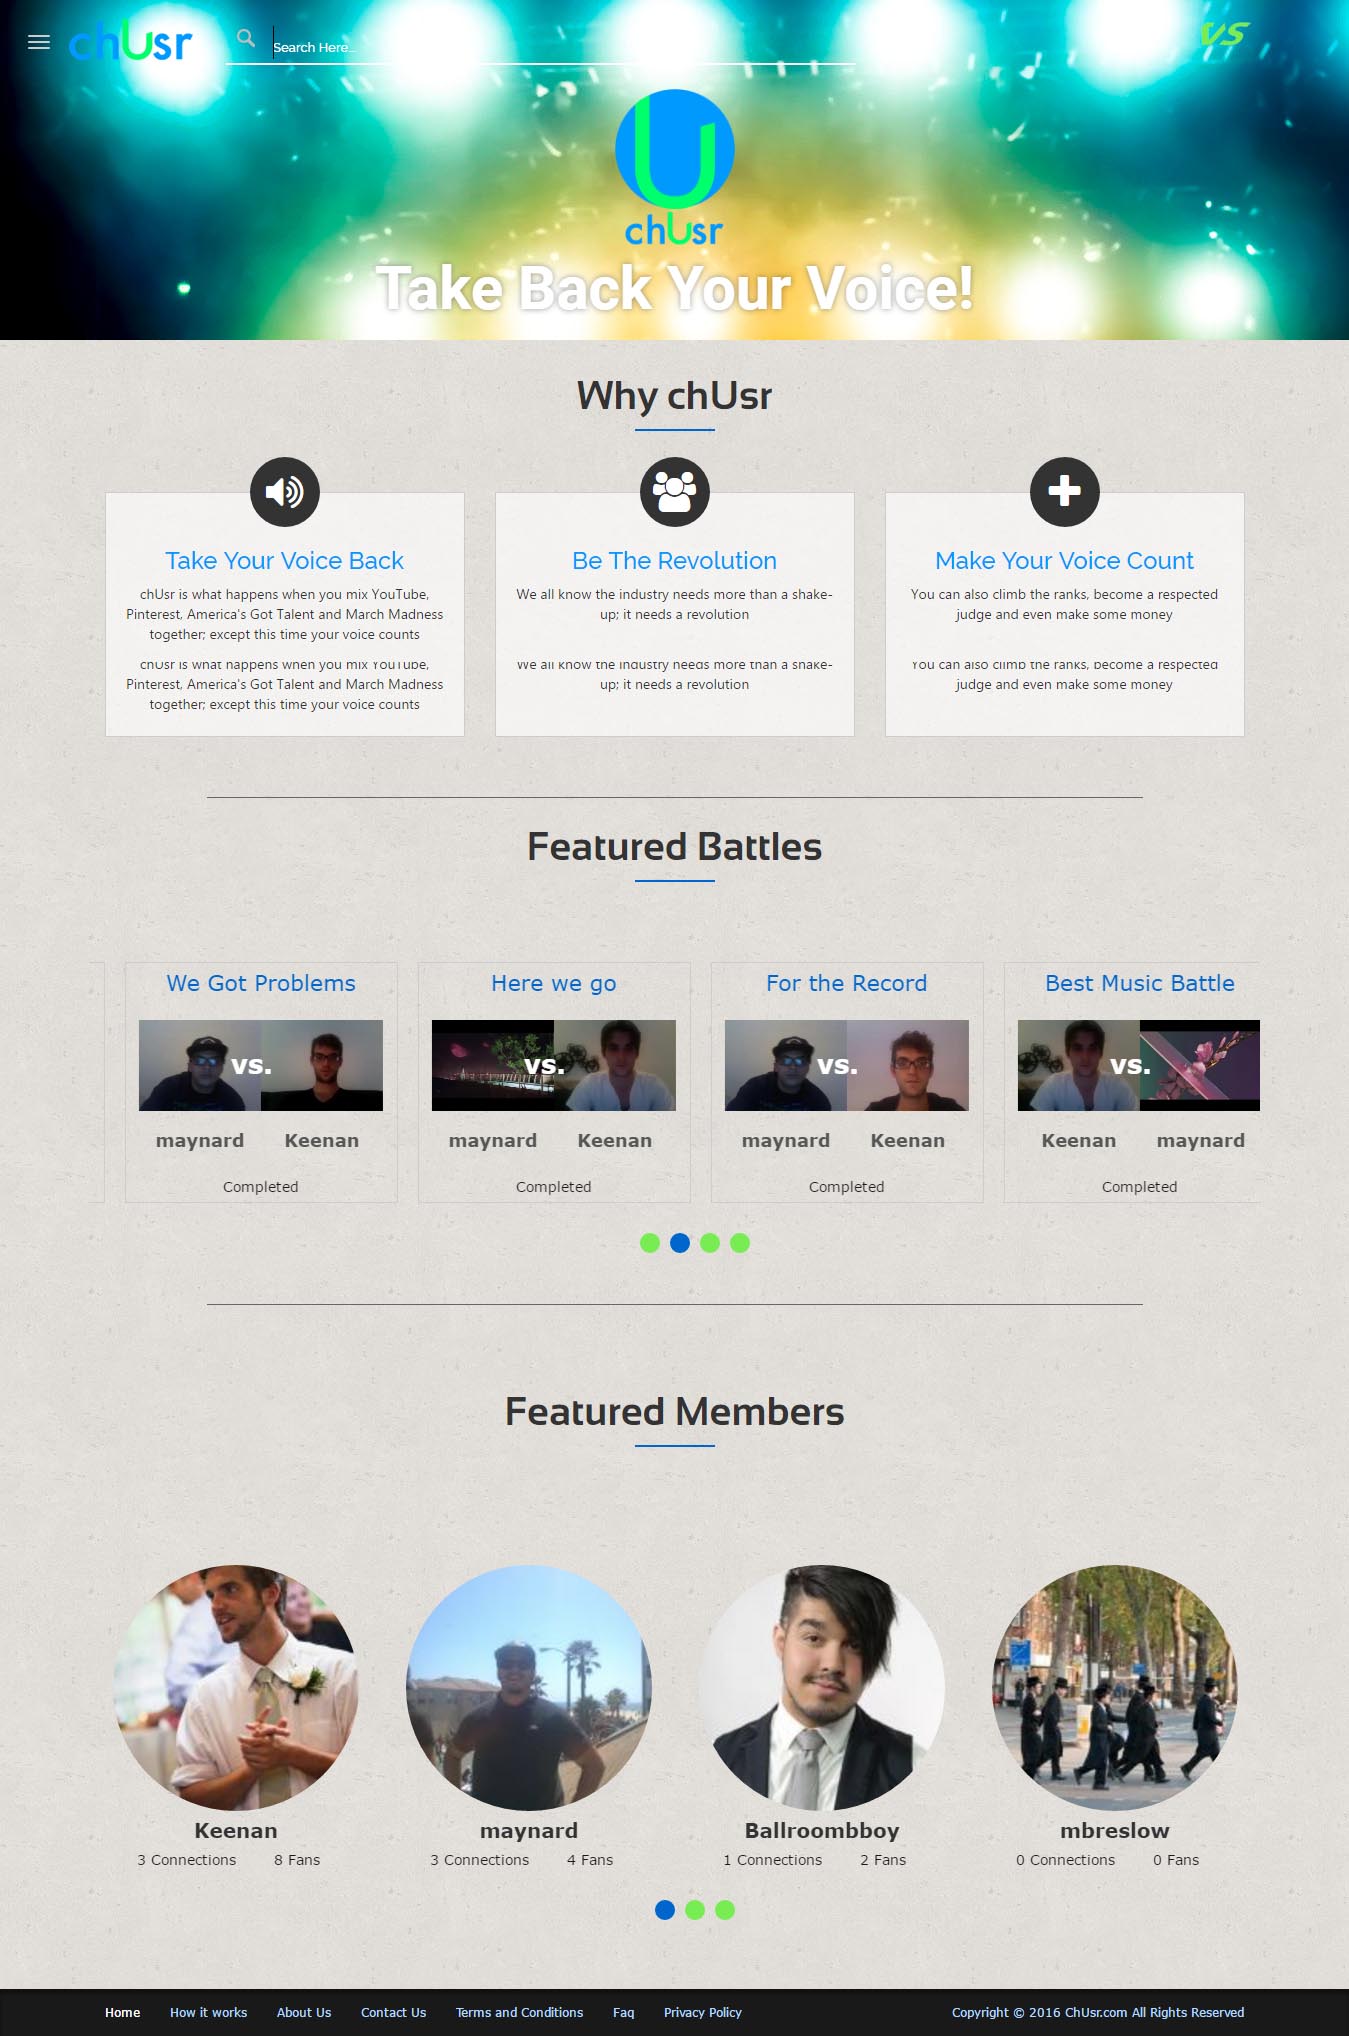 chUsr
Search Here...
VS
U
chUsr
Take Back Your Voice!
Why chUsr
Take Your Voice Back
chUsr is what happens when you mix YouTube,
Pinterest, America's Got Talent and March Madness
together; except this time your voice counts
chUsr is what happens when you mix YouTube,
Pinterest, America's Got Talent and March Madness
together; except this time your voice counts
Be The Revolution
We all know the industry needs more than a shake-
up; it needs a revolution
We all know the industry needs more than a shake-
up; it needs a revolution
Make Your Voice Count
You can also climb the ranks, become a respected
judge and even make some money
You can also climb the ranks, become a respected
judge and even make some money
Featured Battles
We Got Problems
vs.
maynard Keenan
Completed
Here we go
vs.
maynard Keenan
Completed
For the Record
vs.
maynard Keenan
Completed
Best Music Battle
vs.
Keenan maynard
Completed
Featured Members
Keenan
3 Connections 8 Fans
maynard
3 Connections 4 Fans
Ballroombboy
1 Connections 2 Fans
mbreslow
0 Connections 0 Fans
Home How it works About Us Contact Us Terms and Conditions Faq Privacy Policy Copyright © 2016 ChUsr.com All Rights Reserved